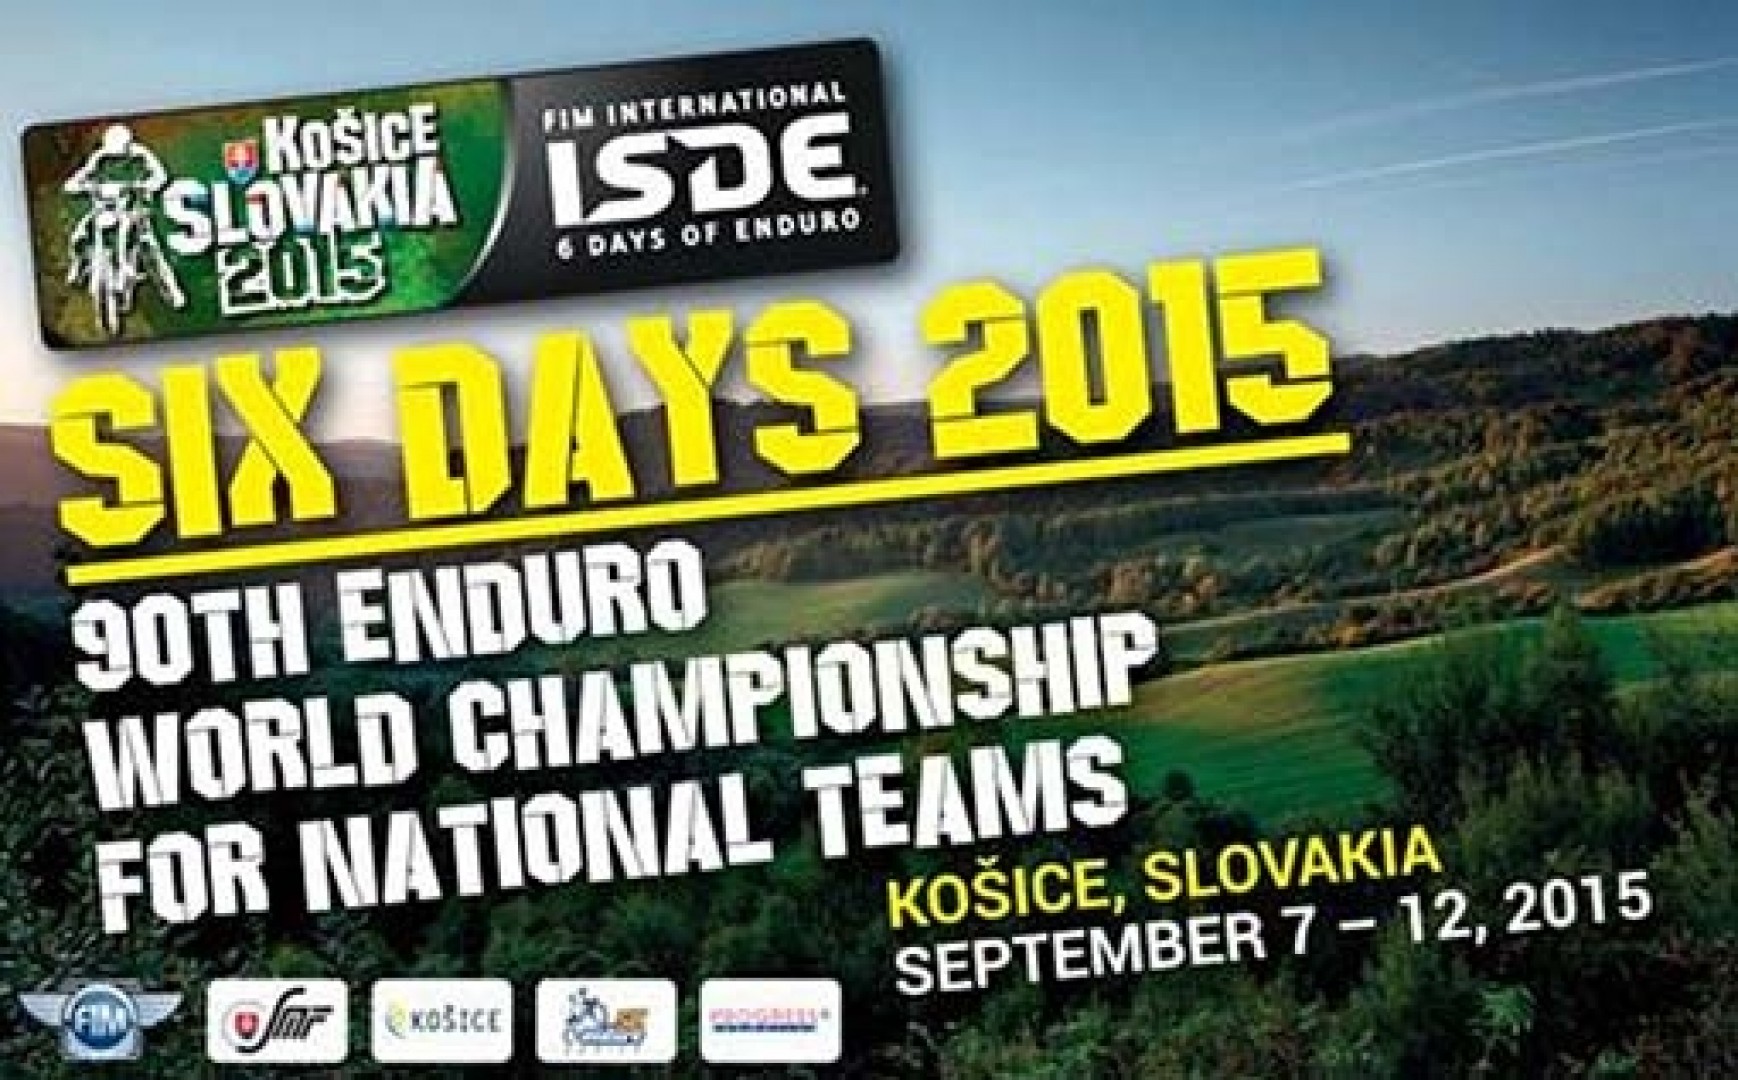 KOŠICE
SLOVAKIA
2015
FIM INTERNATIONAL
ISDE
6 DAYS OF ENDURO
SIX DAYS 2015
90TH ENDURO
WORLD CHAMPIONSHIP
FOR NATIONAL TEAMS
KOŠICE, SLOVAKIA
SEPTEMBER 7 – 12, 2015
FIM
SMF
KOŠICE
PROGRESS